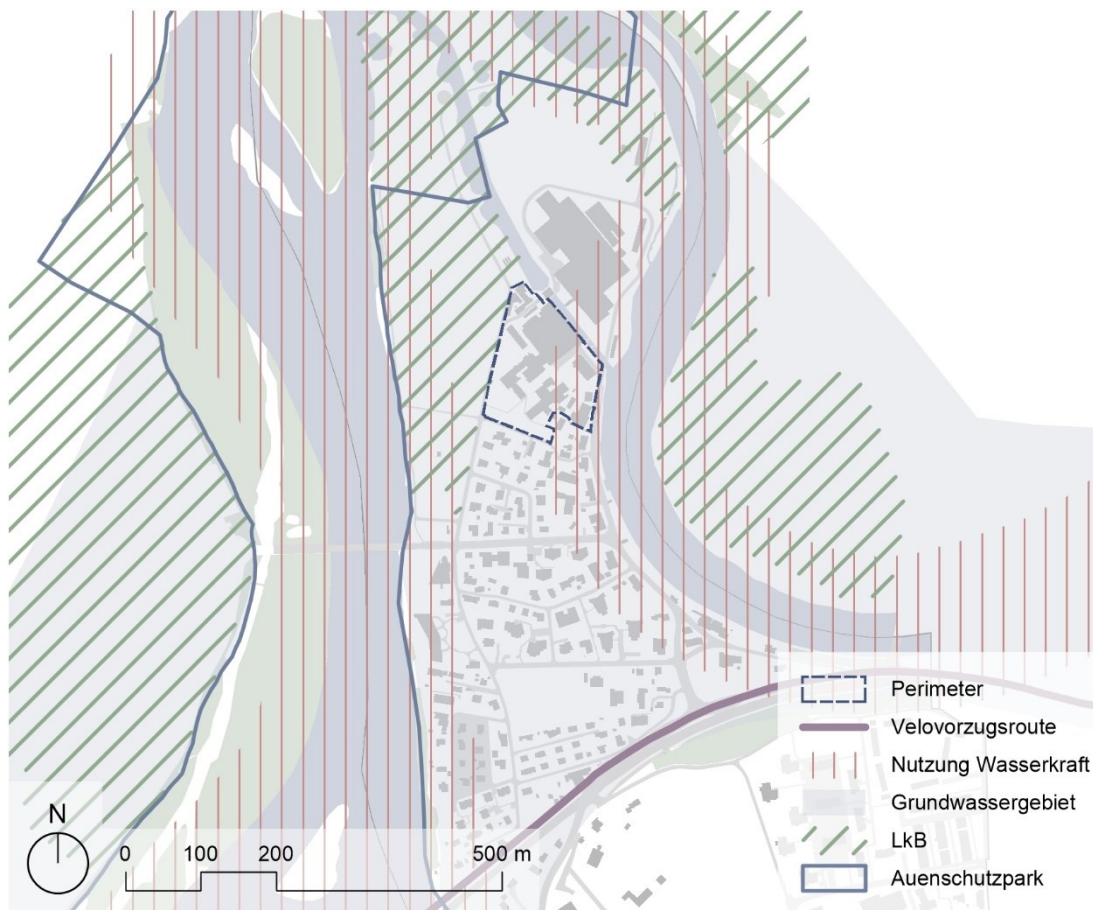 Perimeter
Velovorzugsroute
Nutzung Wasserkraft
Grundwassergebiet
LkB
Auenschutzpark
N
0 100 200 500 m